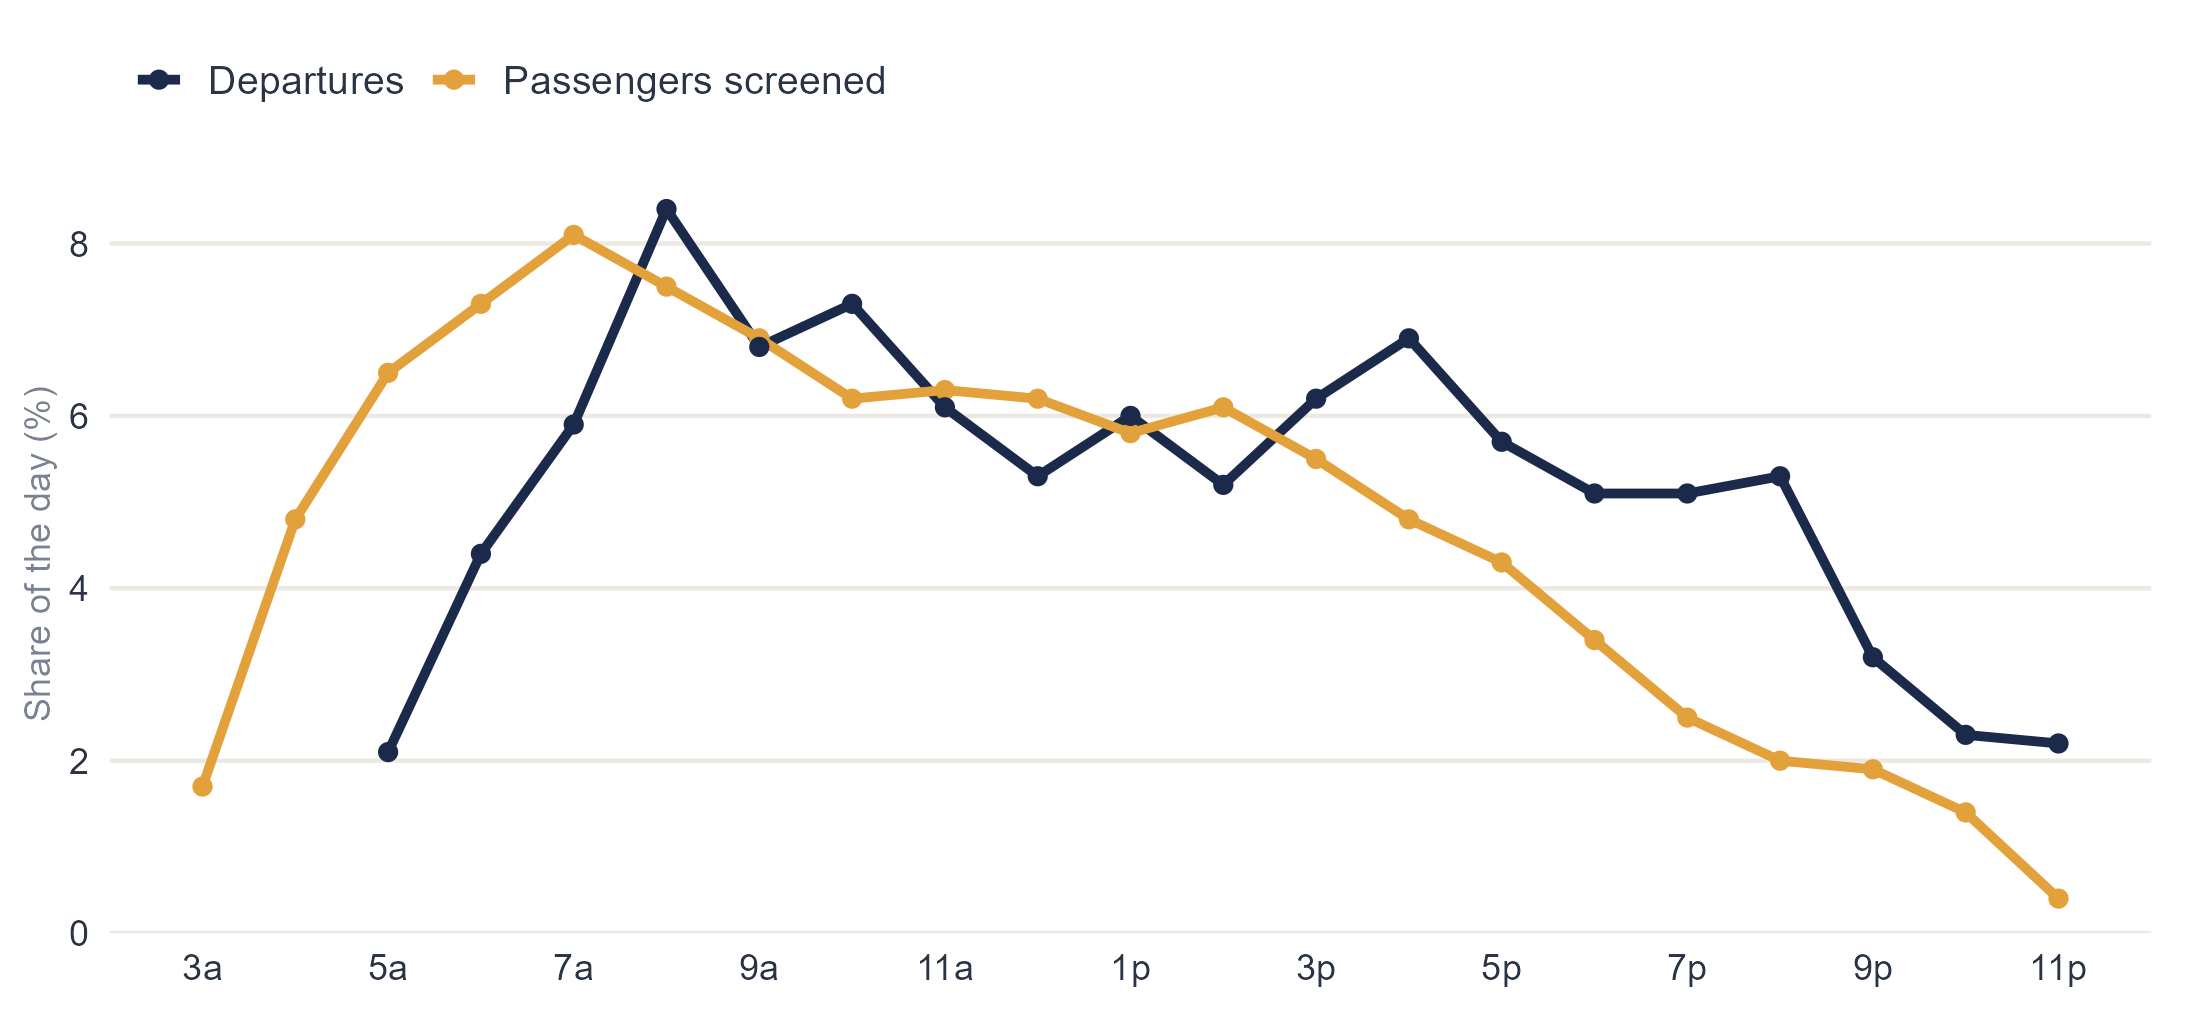 Departures Passengers screened
Share of the day (%)
8
6
4
2
0
3a 5a 7a 9a 11a 1p 3p 5p 7p 9p 11p